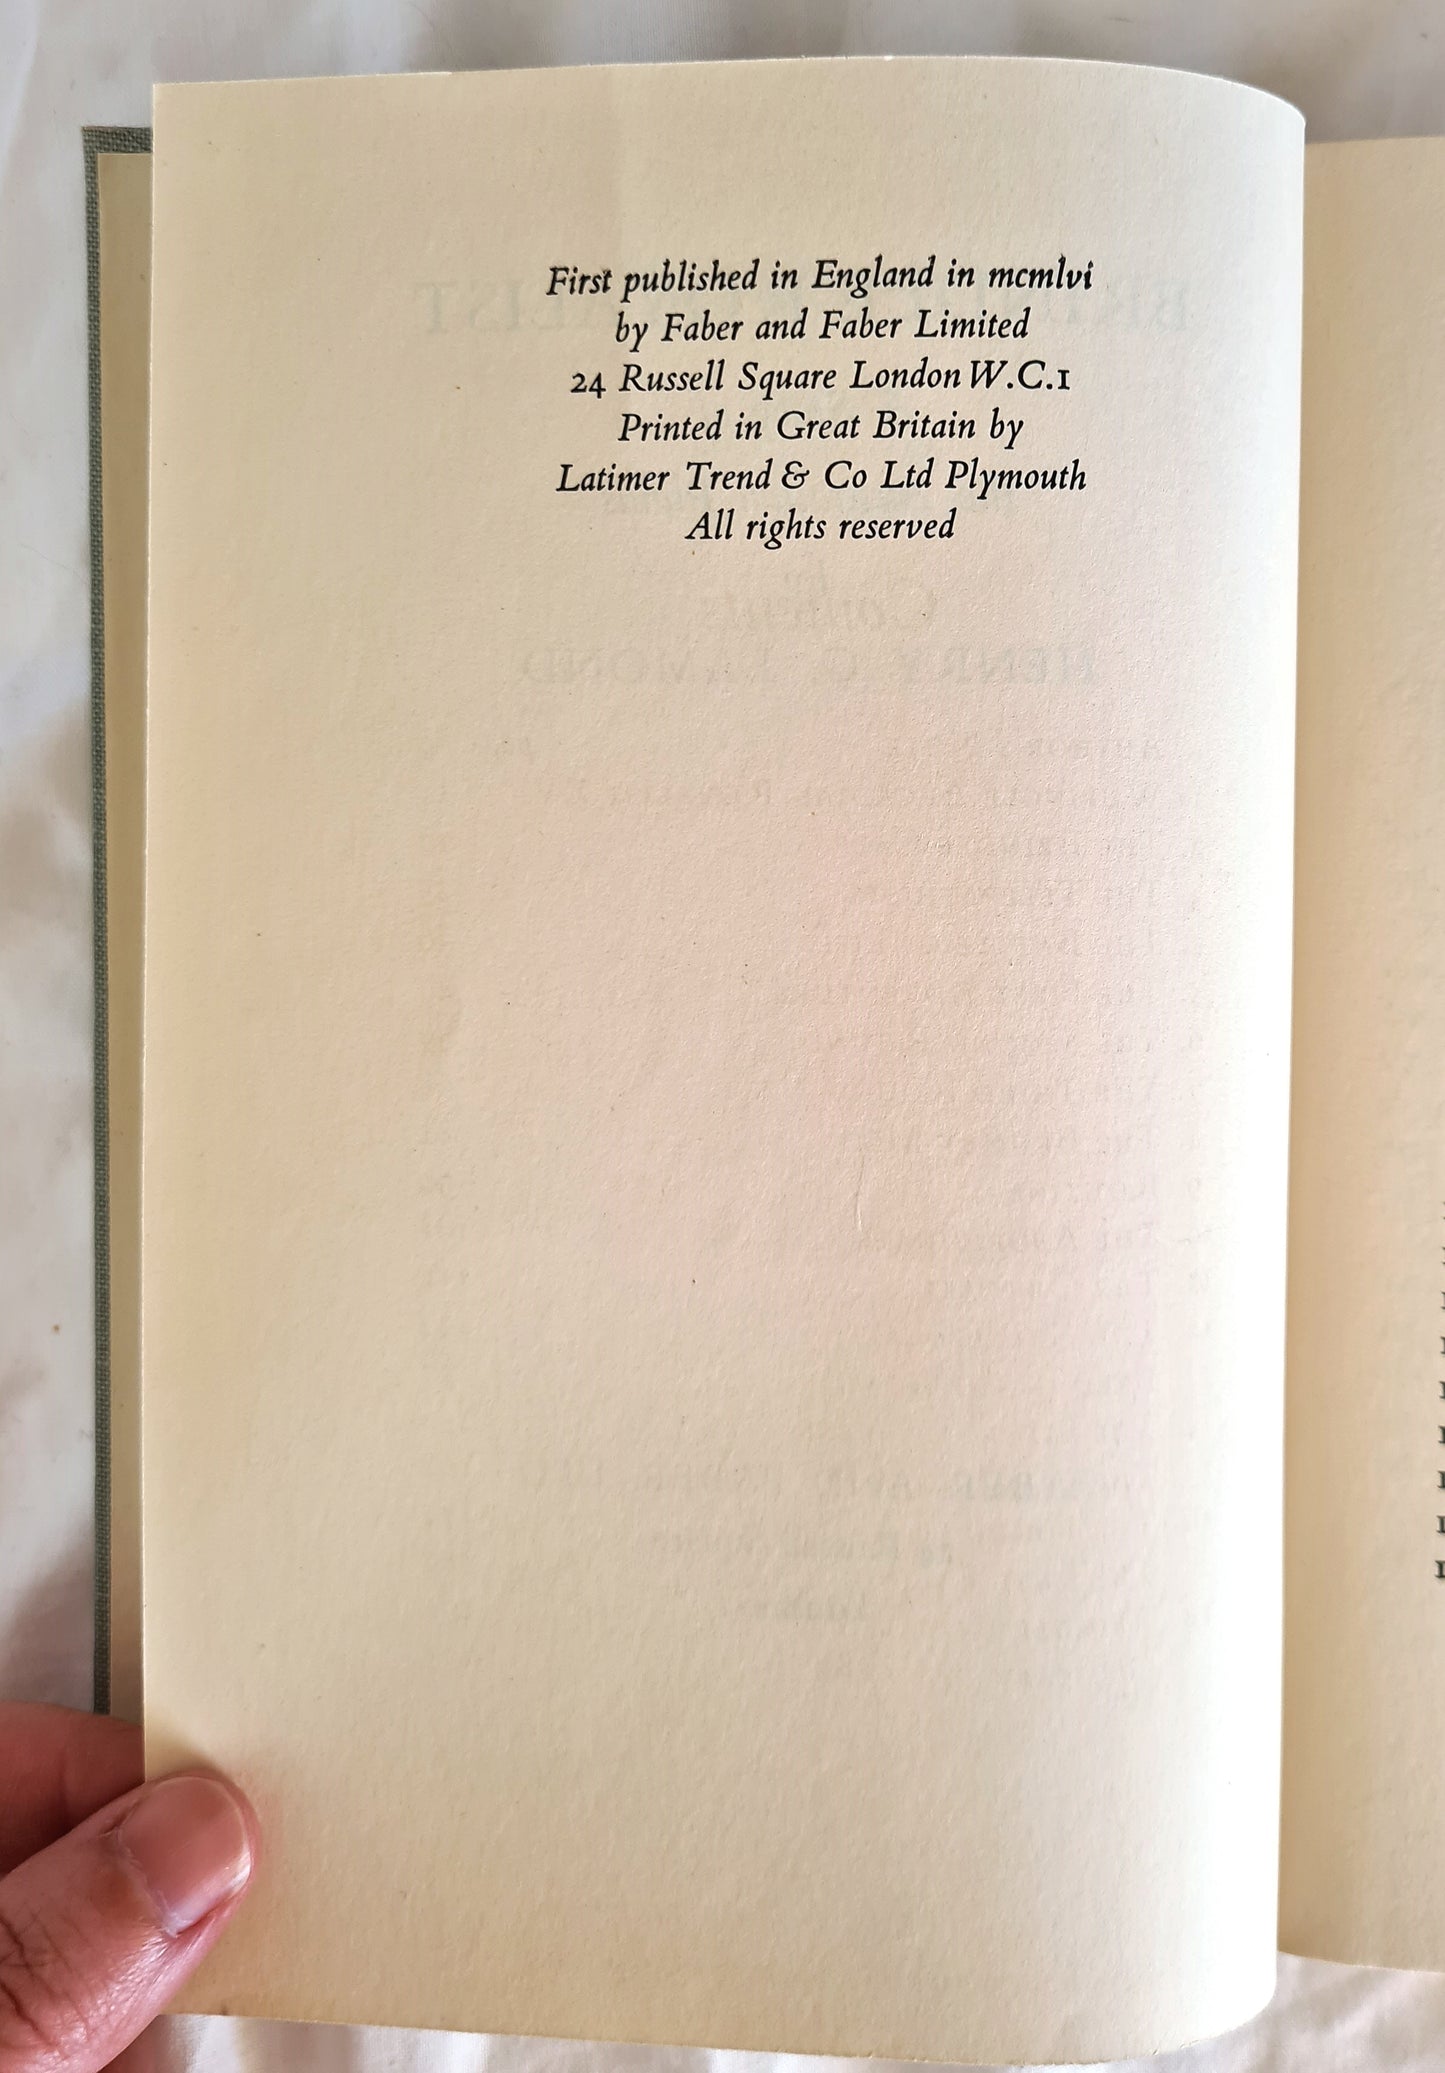 First published in England in mcmlvi
by Faber and Faber Limited
24 Russell Square London W.C.1
Printed in Great Britain by
Latimer Trend & Co Ltd Plymouth
All rights reserved